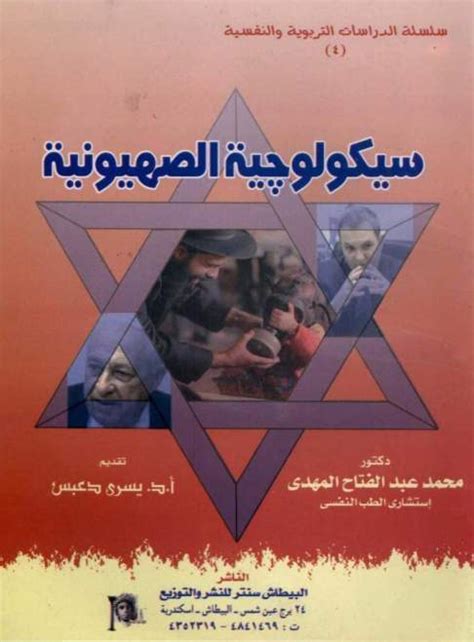 سلسلة الدراسات التربوية والنفسية
(٤)
سيكولوچية الصهيونية
دكتور
محمد عبد الفتاح المهدى
إستشارى الطب النفسى
تقديم
أ.د. يسرى دعبس
الناشر
البيطاش سنتر للنشر والتوزيع
٢٤ برج عين شمس - البيطاش - اسكندرية
ت : ٤٨٤١٤٦٩ - ٤٣٥٢٣١٩